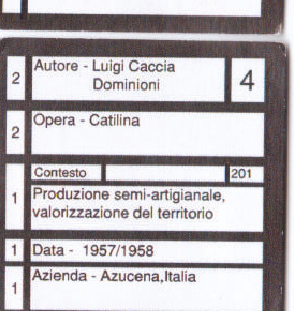 2 Autore - Luigi Caccia 4
Dominioni
2 Opera - Catilina
Contesto 201
1 Produzione semi-artigianale,
valorizzazione del territorio
1 Data - 1957/1958
1 Azienda - Azucena,Italia